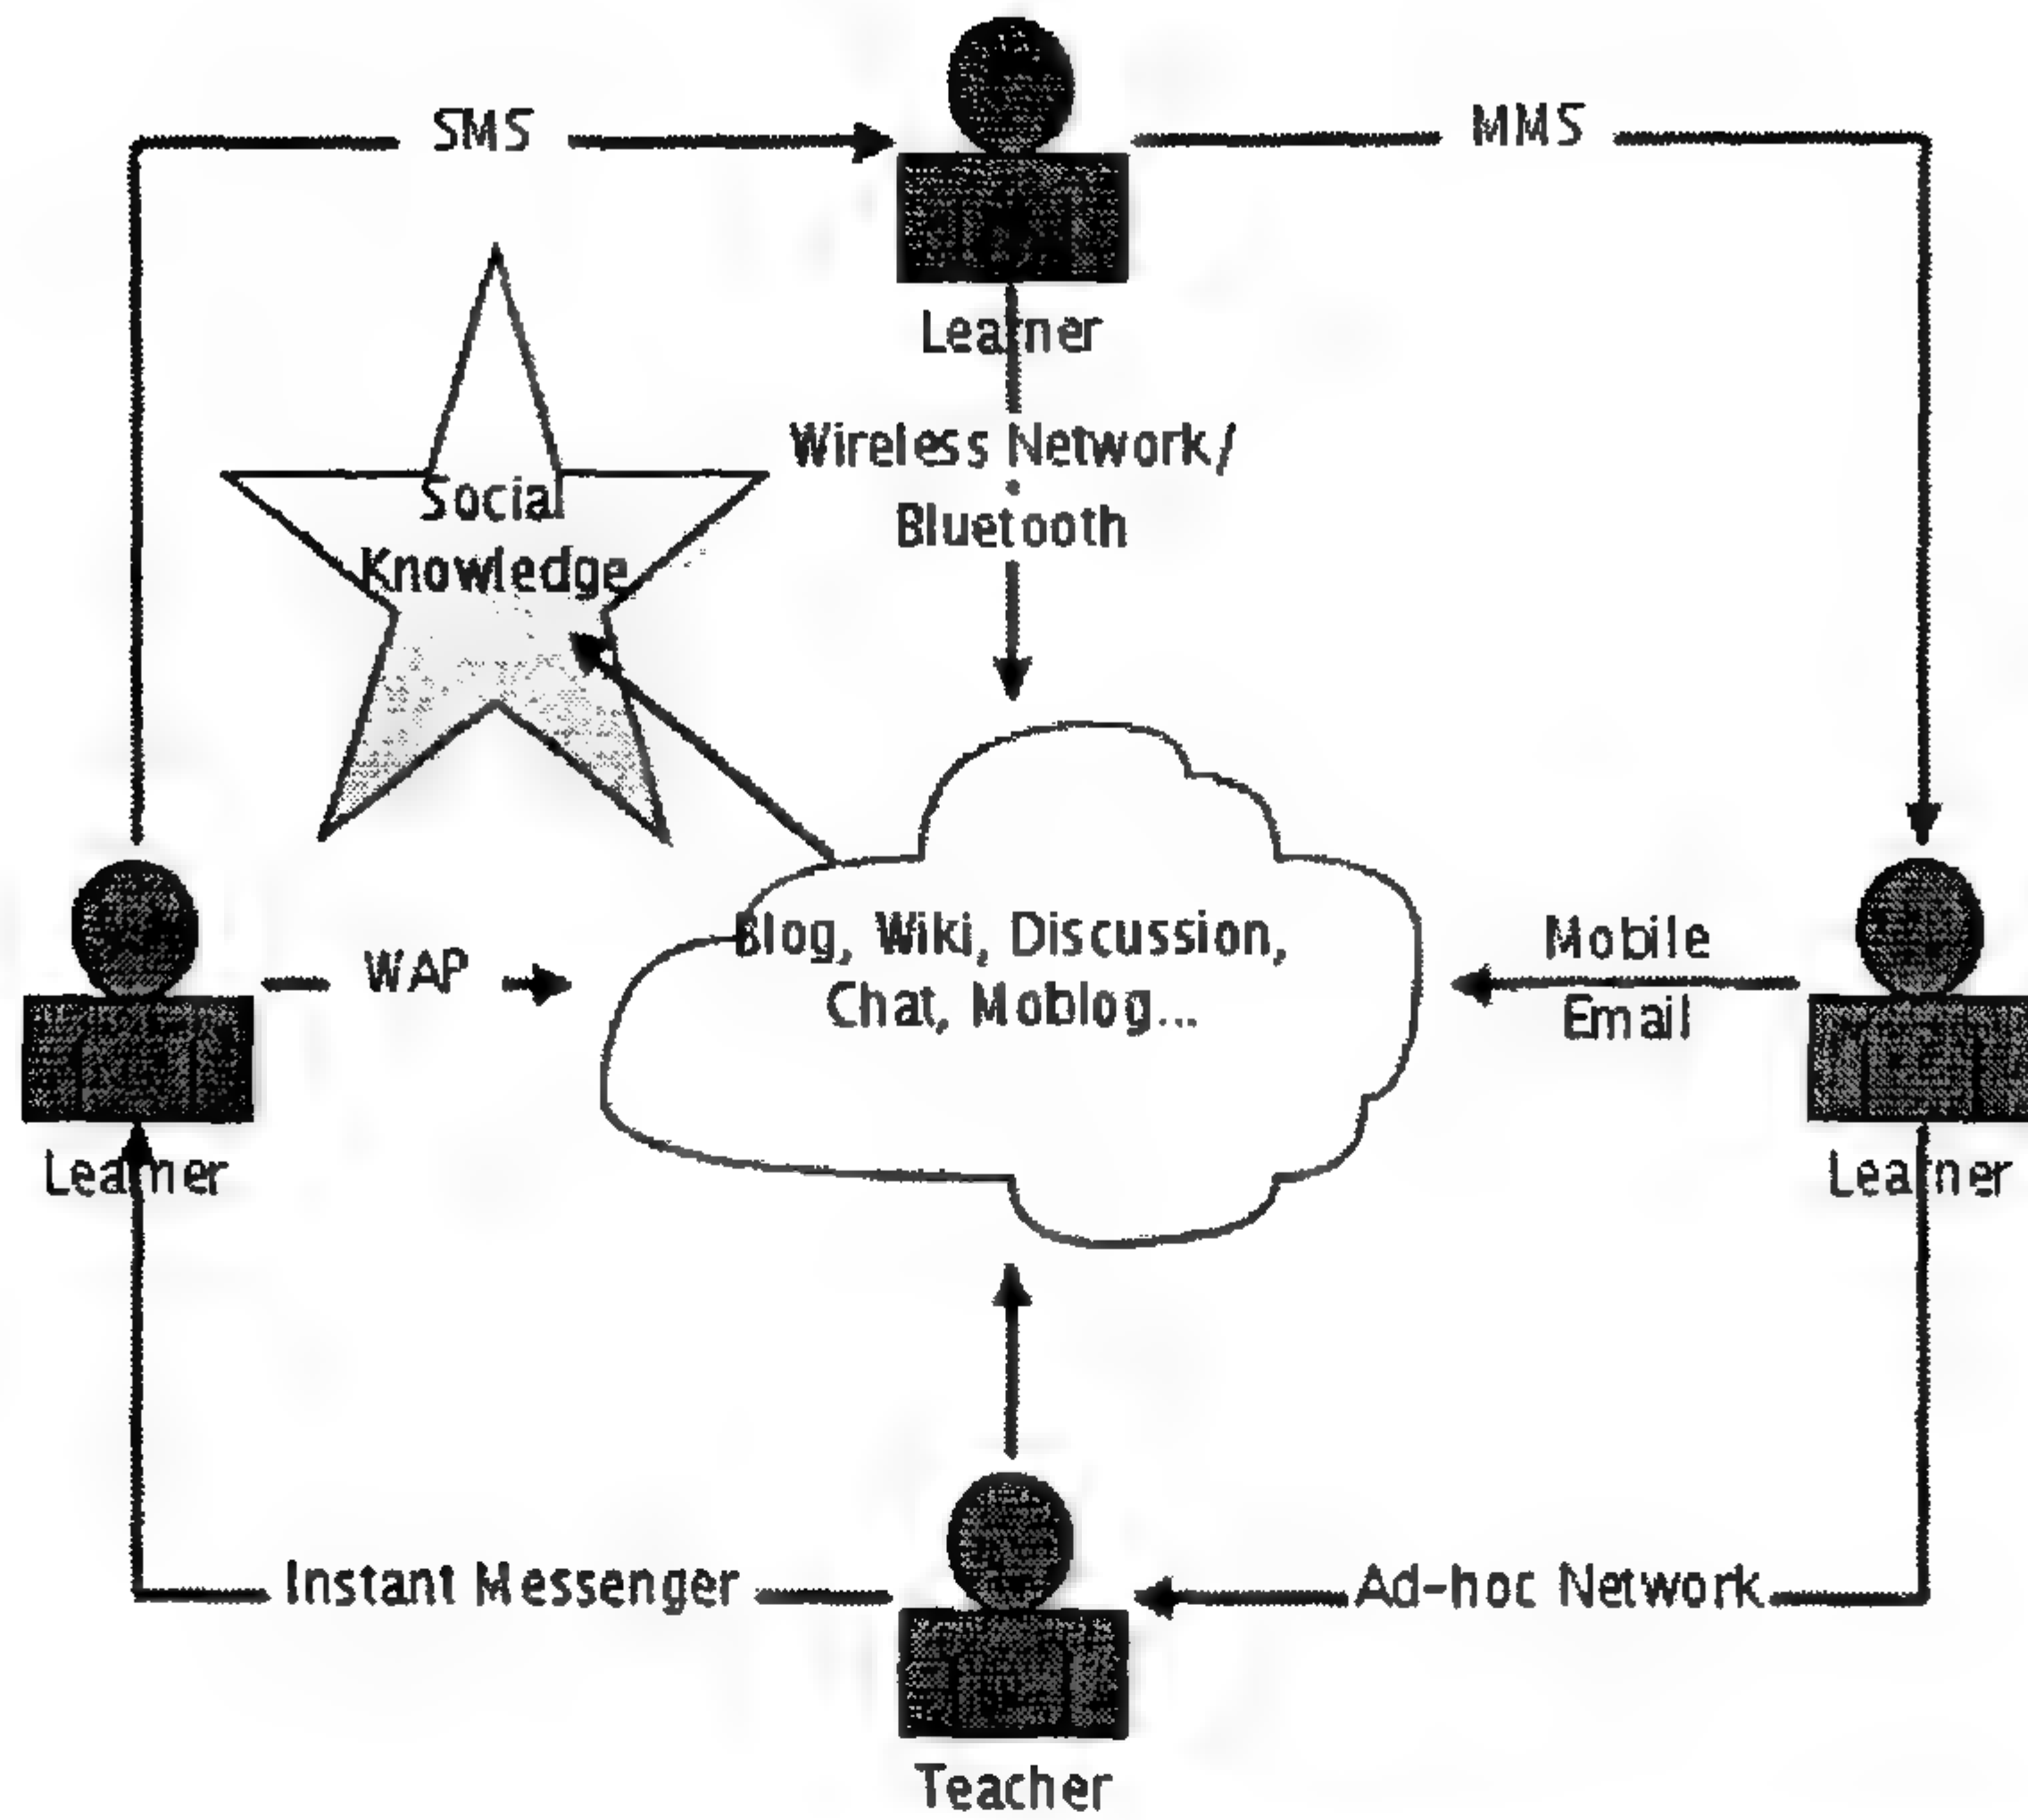 SMS
MMS
Learner
Wireless Network/
Bluetooth
Social
Knowledge
Blog, Wiki, Discussion,
Chat, Moblog...
WAP
Mobile
Email
Learner
Learner
Instant Messenger
Ad-hoc Network
Teacher